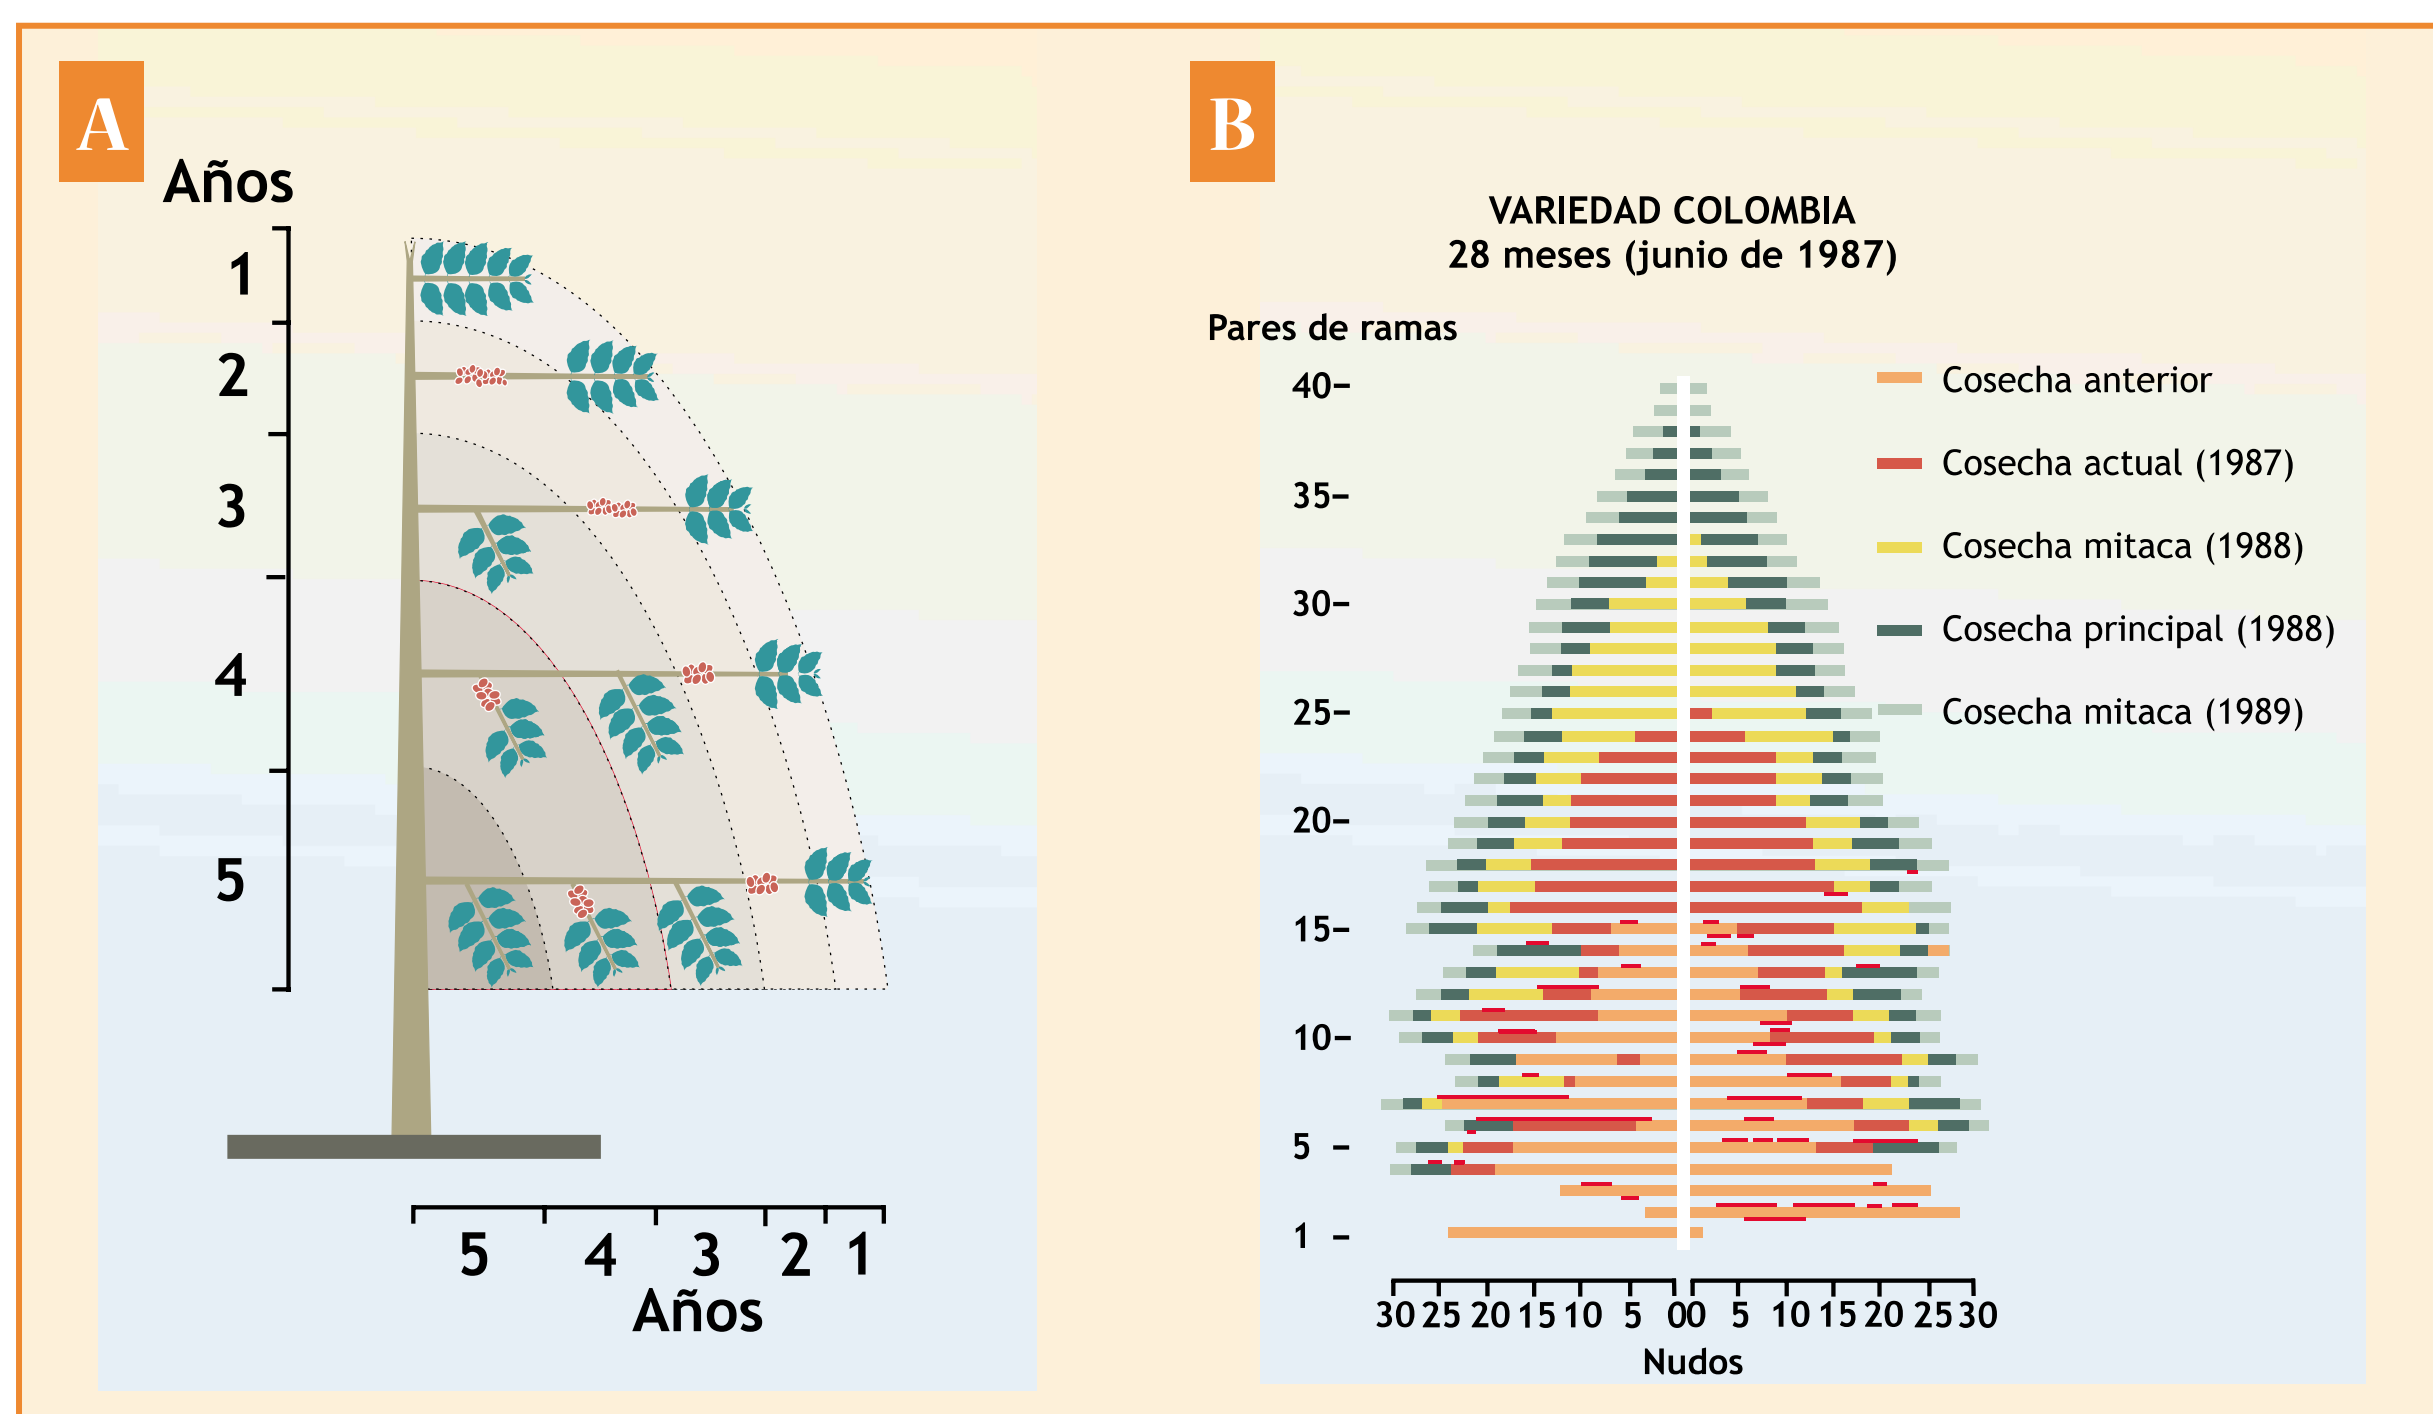 A
Años
1
2
3
4
5
5 4 3 2 1
Años
B
VARIEDAD COLOMBIA
28 meses (junio de 1987)
Pares de ramas
40
35
30
25
20
15
10
5
1
Cosecha anterior
Cosecha actual (1987)
Cosecha mitaca (1988)
Cosecha principal (1988)
Cosecha mitaca (1989)
30 25 20 15 10 5 0 0 5 10 15 20 25 30
Nudos